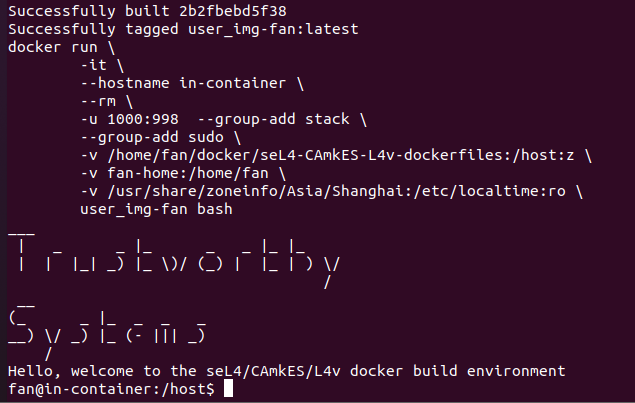 Successfully built 2b2fbebd5f38
Successfully tagged user_img-fan:latest
docker run \
-it \
--hostname in-container \
--rm \
-u 1000:998  --group-add stack \
--group-add sudo \
-v /home/fan/docker/seL4-CAmkES-L4v-dockerfiles:/host:z \
-v fan-home:/home/fan \
-v /usr/share/zoneinfo/Asia/Shanghai:/etc/localtime:ro \
user_img-fan bash
Trustworthy
Systems
Hello, welcome to the seL4/CAmkES/L4v docker build environment
fan@in-container:/host$